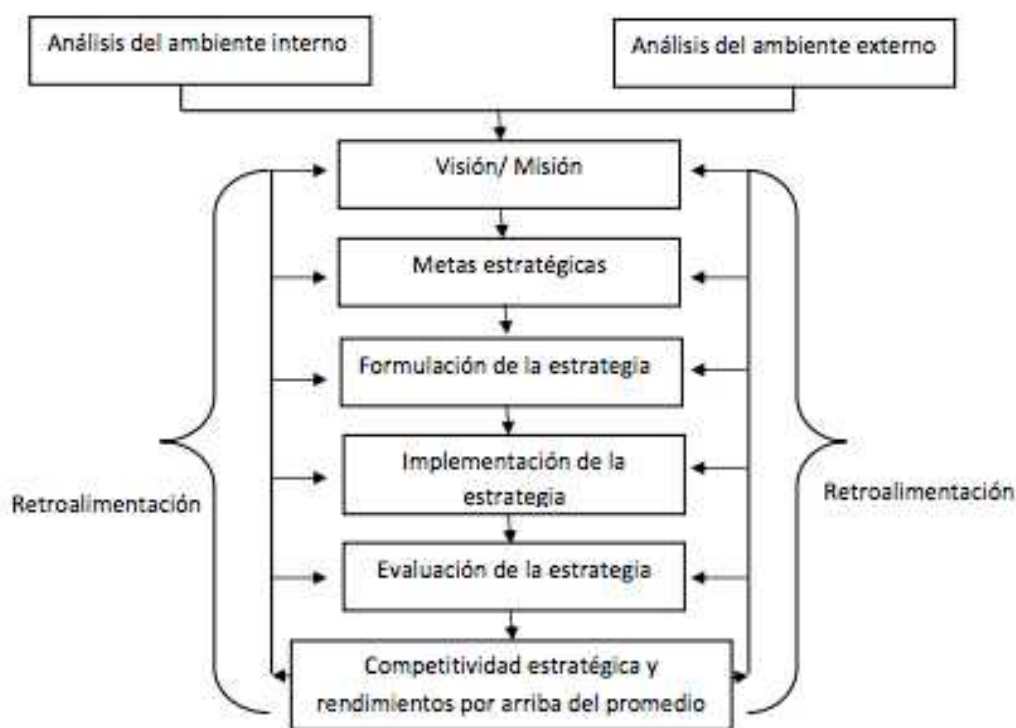 Análisis del ambiente interno
Análisis del ambiente externo
Visión/ Misión
Metas estratégicas
Formulación de la estrategia
Implementación de la
estrategia
Retroalimentación
Retroalimentación
Evaluación de la estrategia
Competitividad estratégica y
rendimientos por arriba del promedio